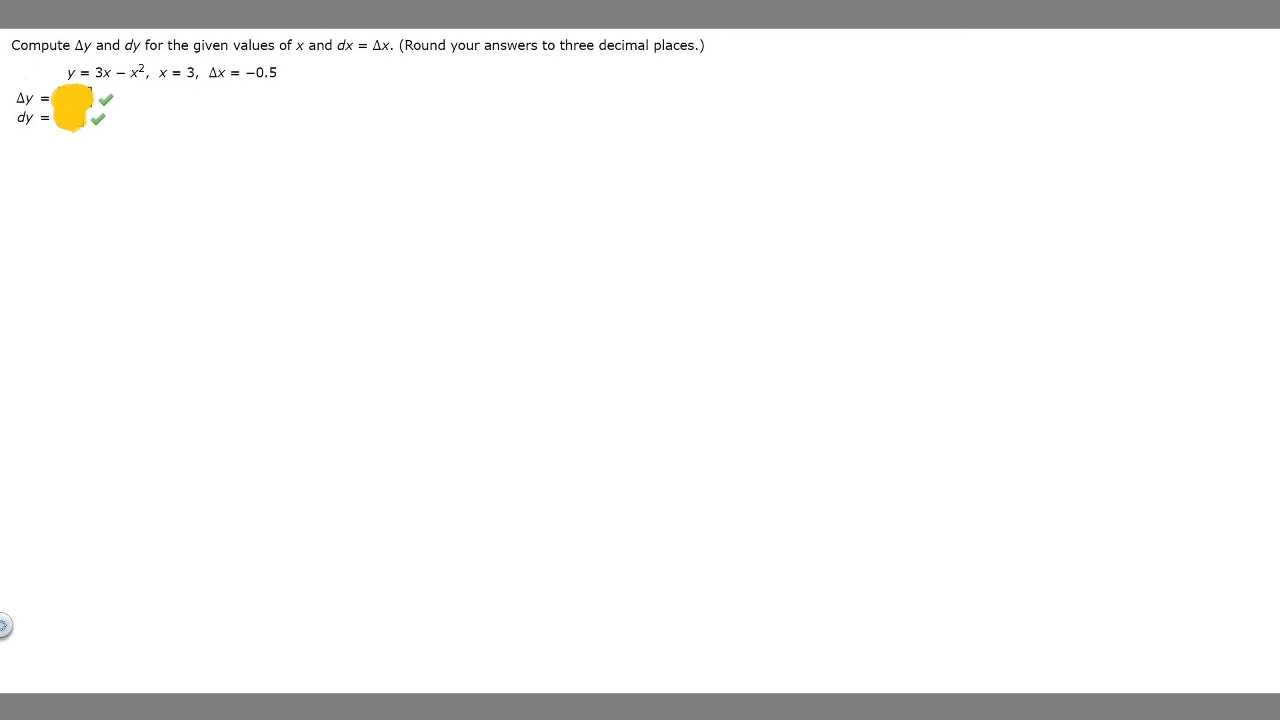 Compute Δy and dy for the given values of x and dx = Δx. (Round your answers to three decimal places.)
y = 3x − x², x = 3, Δx = −0.5
Δy =
dy =